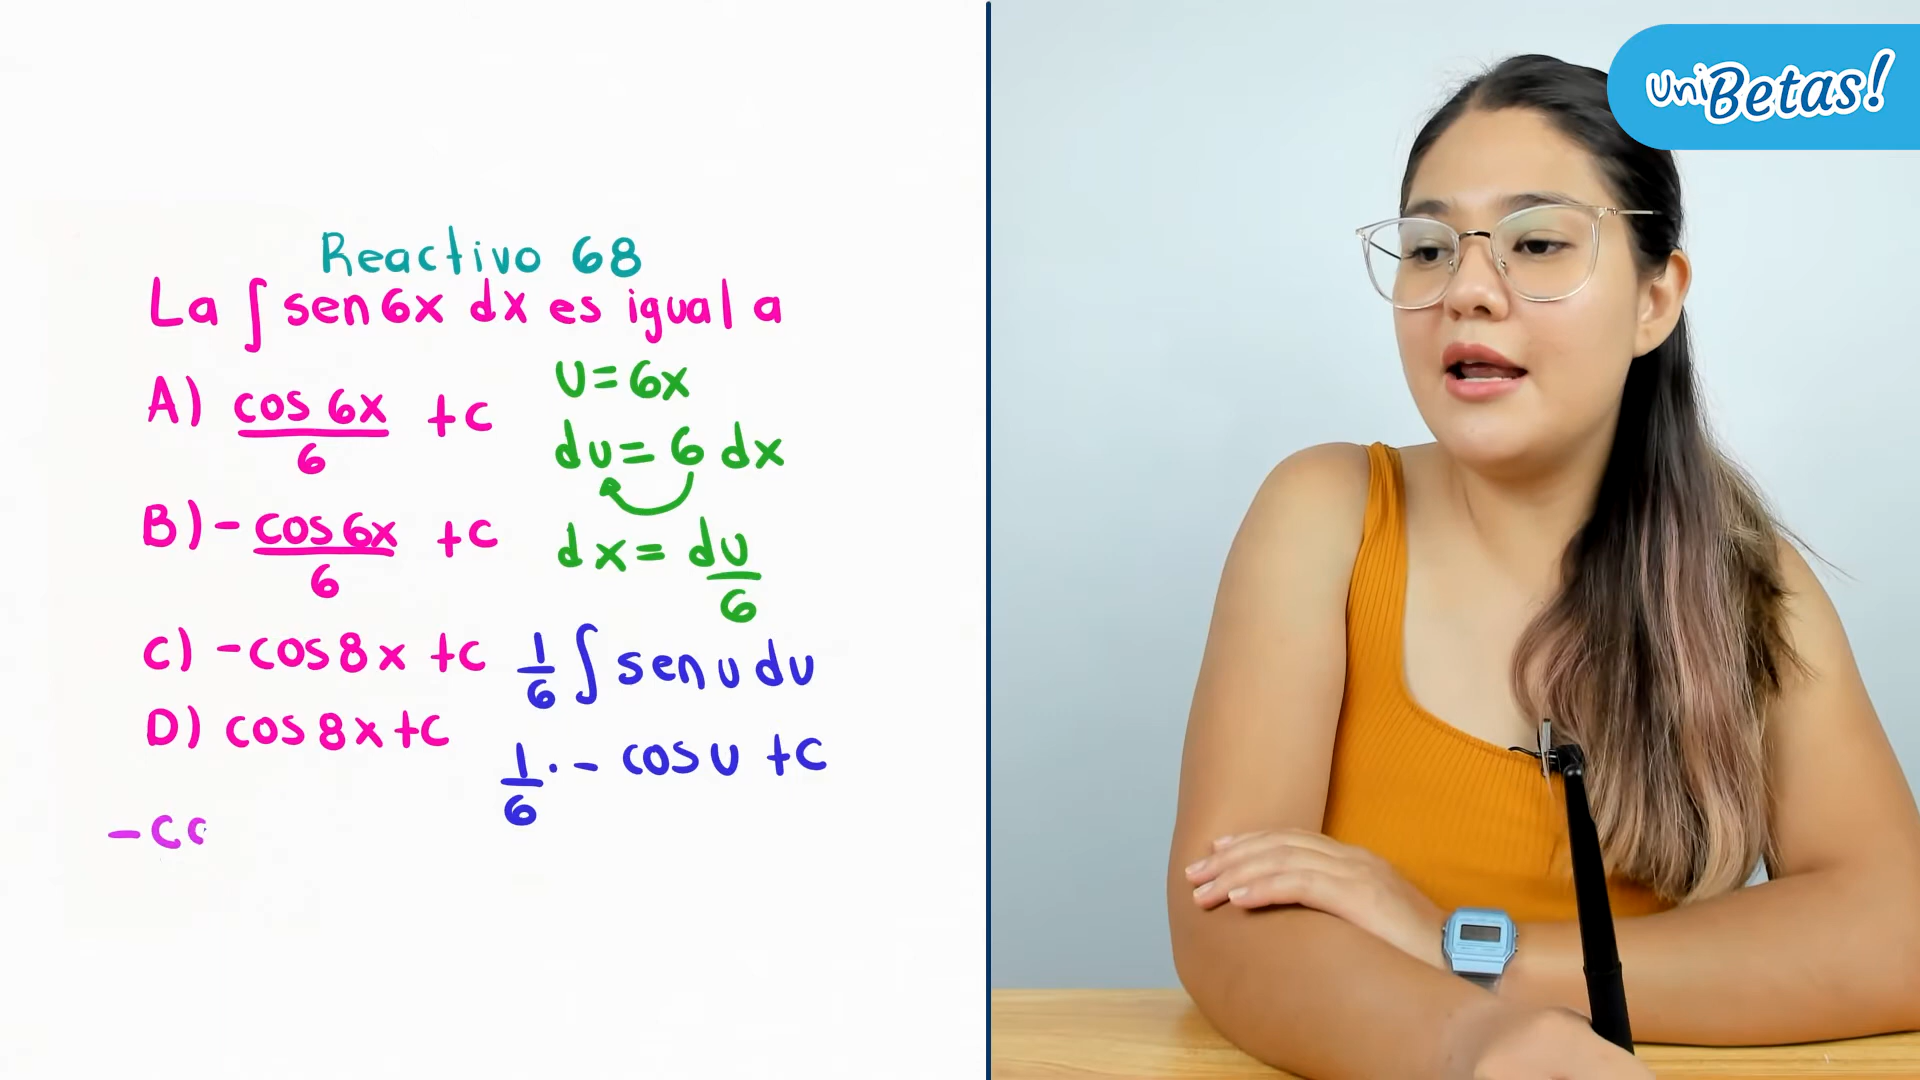 uniBetas!
Reactivo 68
La ∫ sen 6x dx es igual a
A) cos 6x / 6 + c
B) - cos 6x / 6 + c
C) - cos 8x + c
D) cos 8x + c
u = 6x
du = 6 dx
dx = du / 6
1/6 ∫ sen u du
1/6 · - cos u + c
- co